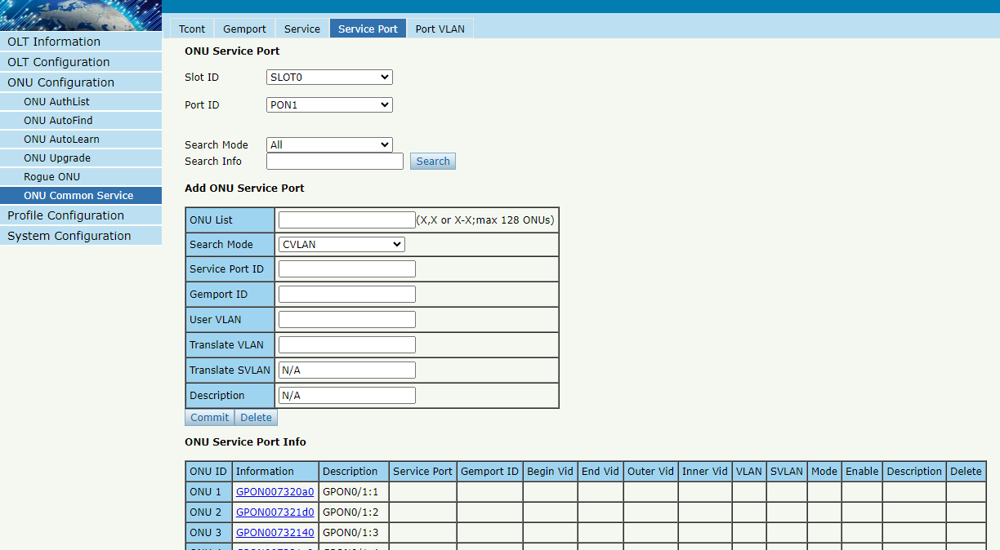 Tcont Gemport Service Service Port Port VLAN
OLT Information
OLT Configuration
ONU Configuration
ONU AuthList
ONU AutoFind
ONU AutoLearn
ONU Upgrade
Rogue ONU
ONU Common Service
Profile Configuration
System Configuration
ONU Service Port
Slot ID SLOT0
Port ID PON1
Search Mode All
Search Info Search
Add ONU Service Port
ONU List (X,X or X-X;max 128 ONUs)
Search Mode CVLAN
Service Port ID
Gemport ID
User VLAN
Translate VLAN
Translate SVLAN N/A
Description N/A
Commit Delete
ONU Service Port Info
ONU ID Information Description Service Port Gemport ID Begin Vid End Vid Outer Vid Inner Vid VLAN SVLAN Mode Enable Description Delete
ONU 1 GPON007320a0 GPON0/1:1
ONU 2 GPON007321d0 GPON0/1:2
ONU 3 GPON00732140 GPON0/1:3